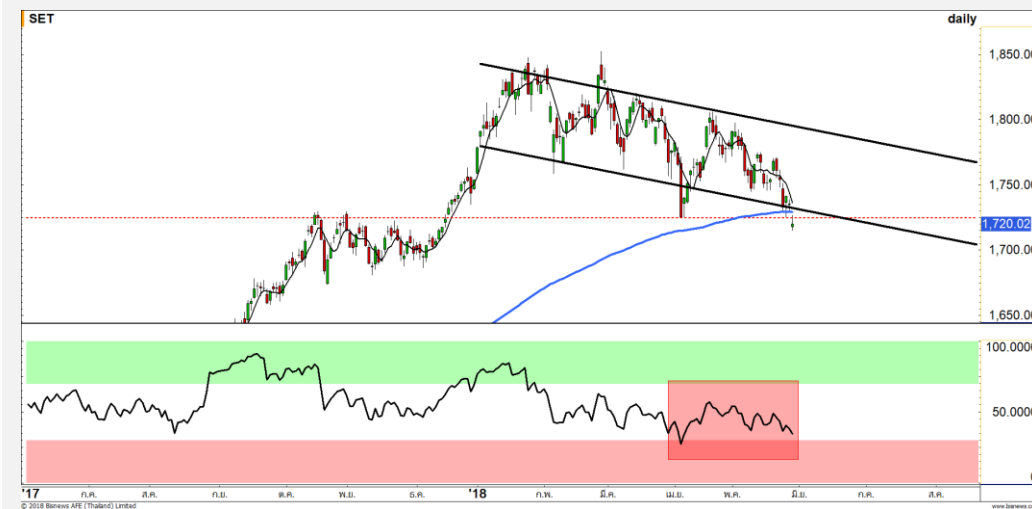 SET daily
1,850.00
1,800.00
1,750.00
1,720.02
1,700.00
1,650.00
100.0000
50.0000
'17 ก.ค. ส.ค. ก.ย. ต.ค. พ.ย. ธ.ค. '18 ก.พ. มี.ค. เม.ย. พ.ค. มิ.ย. ก.ค. ส.ค.
© 2018 Bisnews AFE (Thailand) Limited